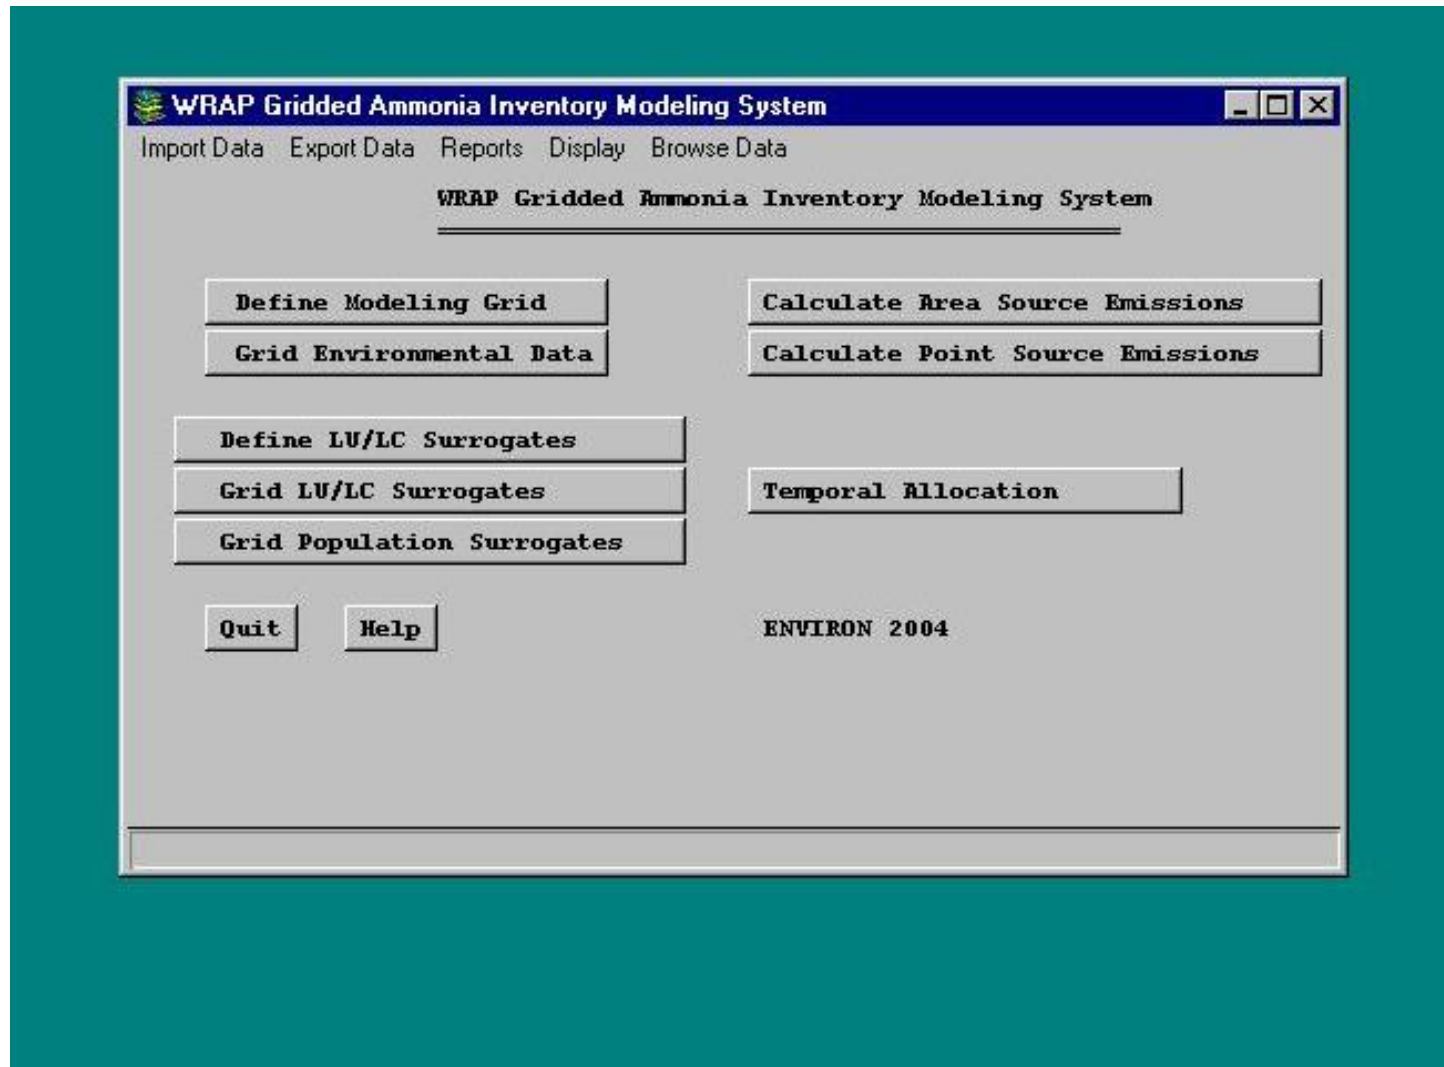 WRAP Gridded Ammonia Inventory Modeling System
Import Data Export Data Reports Display Browse Data
WRAP Gridded Ammonia Inventory Modeling System
Define Modeling Grid
Calculate Area Source Emissions
Grid Environmental Data
Calculate Point Source Emissions
Define LU/LC Surrogates
Grid LU/LC Surrogates
Temporal Allocation
Grid Population Surrogates
Quit Help
ENVIRON 2004